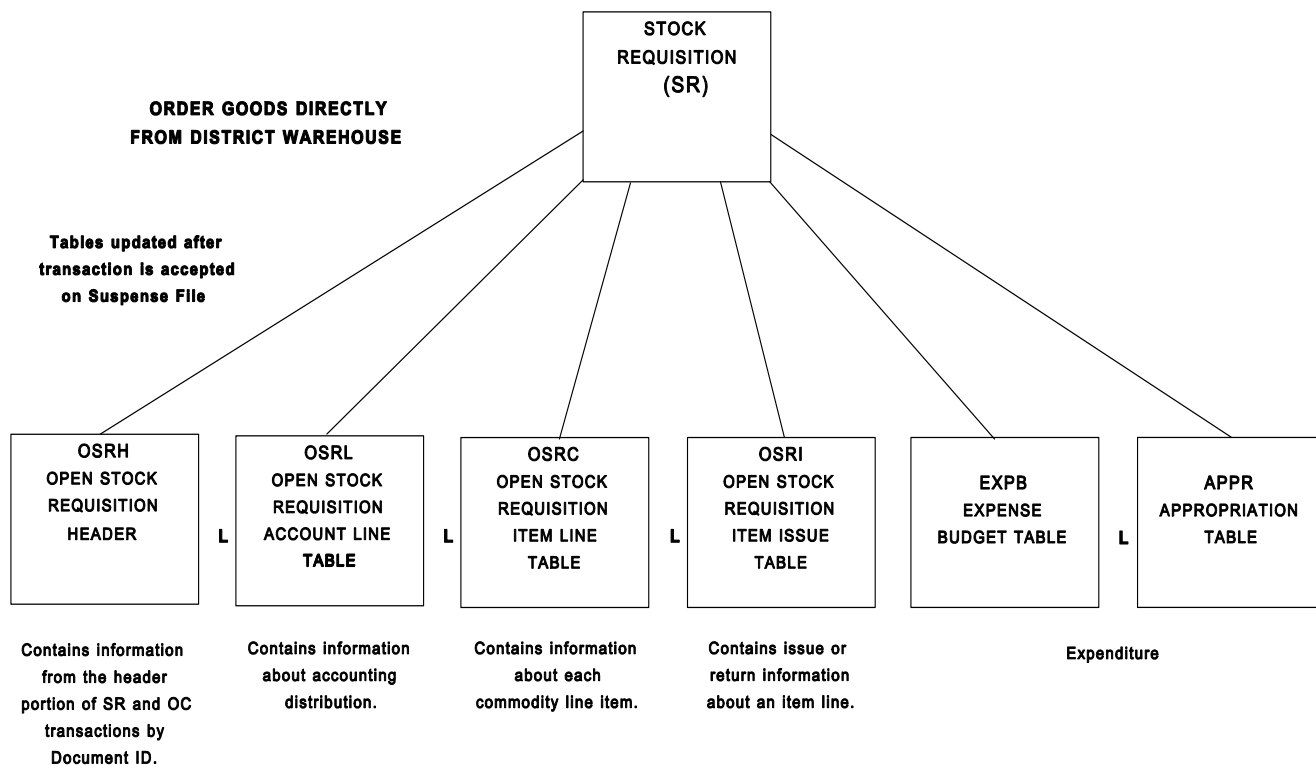 STOCK
REQUISITION
(SR)
ORDER GOODS DIRECTLY
FROM DISTRICT WAREHOUSE
Tables updated after
transaction is accepted
on Suspense File
OSRH
OPEN STOCK
REQUISITION
HEADER
L
OSRL
OPEN STOCK
REQUISITION
ACCOUNT LINE
TABLE
L
OSRC
OPEN STOCK
REQUISITION
ITEM LINE
TABLE
L
OSRI
OPEN STOCK
REQUISITION
ITEM ISSUE
TABLE
EXPB
EXPENSE
BUDGET TABLE
L
APPR
APPROPRIATION
TABLE
Contains information
from the header
portion of SR and OC
transactions by
Document ID.
Contains information
about accounting
distribution.
Contains information
about each
commodity line item.
Contains issue or
return information
about an item line.
Expenditure